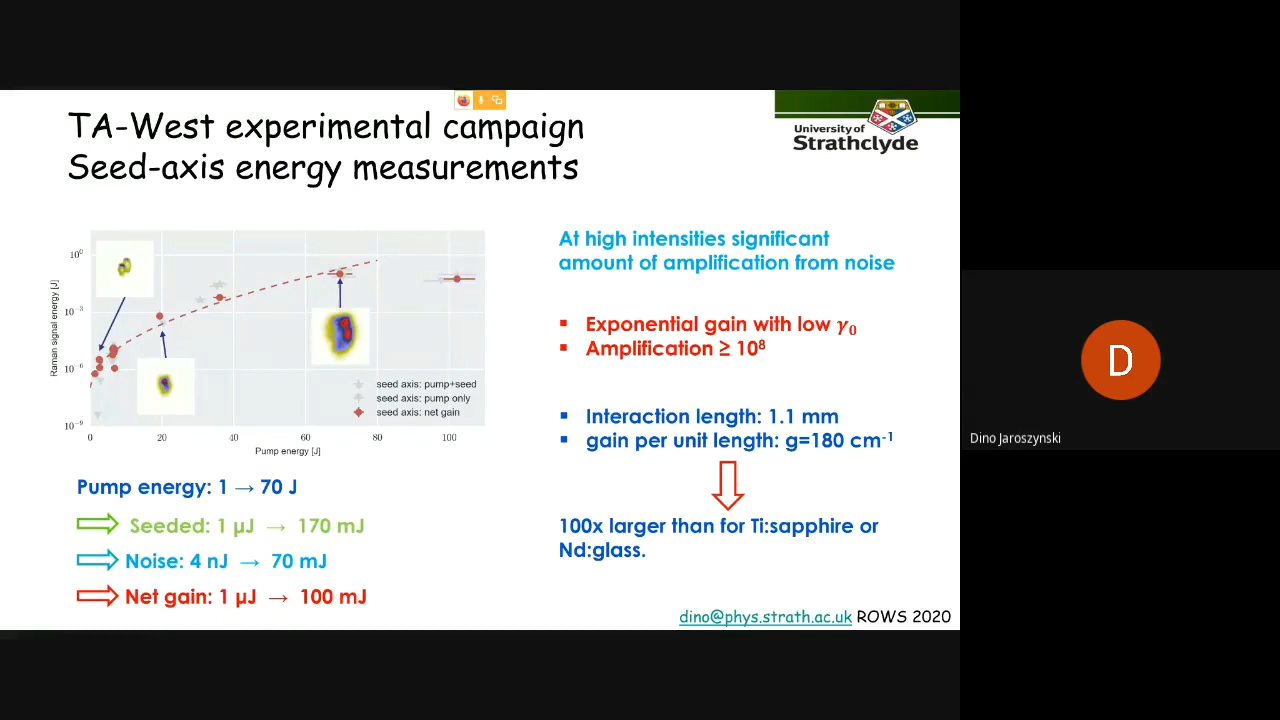 TA-West experimental campaign
Seed-axis energy measurements
University of
Strathclyde
10⁰
10⁻³
10⁻⁶
10⁻⁹
Raman signal energy [J]
0 20 40 60 80 100
Pump energy [J]
seed axis: pump+seed
seed axis: pump only
seed axis: net gain
Pump energy: 1 → 70 J
Seeded: 1 µJ → 170 mJ
Noise: 4 nJ → 70 mJ
Net gain: 1 µJ → 100 mJ
At high intensities significant
amount of amplification from noise
▪ Exponential gain with low γ₀
▪ Amplification ≥ 10⁸
▪ Interaction length: 1.1 mm
▪ gain per unit length: g=180 cm⁻¹
100x larger than for Ti:sapphire or
Nd:glass.
dino@phys.strath.ac.uk ROWS 2020
D
Dino Jaroszynski